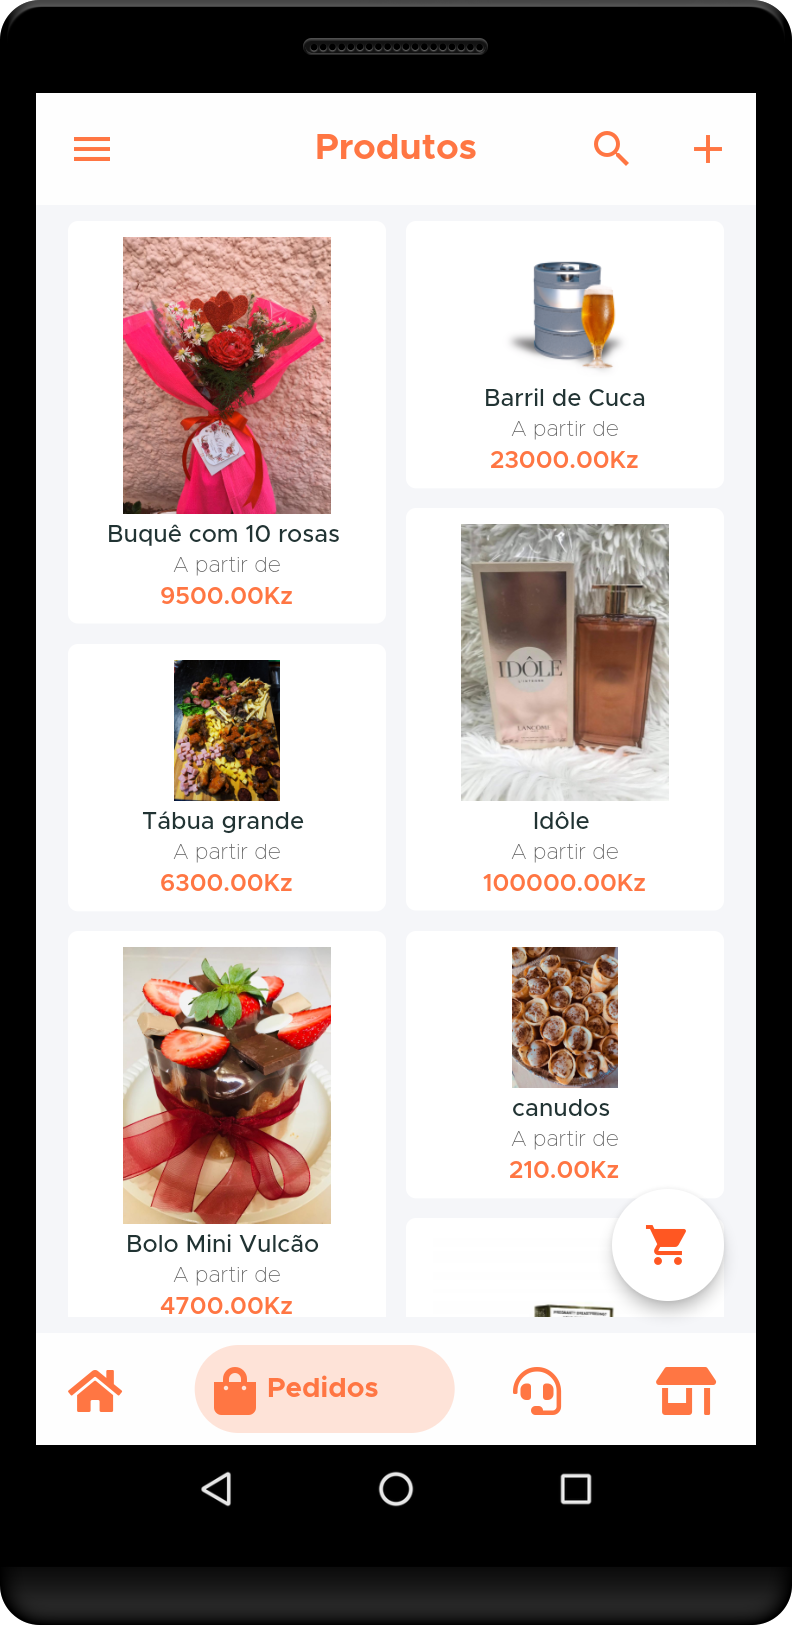 Produtos
Buquê com 10 rosas
A partir de
9500.00Kz
Barril de Cuca
A partir de
23000.00Kz
Tábua grande
A partir de
6300.00Kz
IDÔLE
LANCÔME
Idôle
A partir de
100000.00Kz
Bolo Mini Vulcão
A partir de
4700.00Kz
canudos
A partir de
210.00Kz
Pedidos